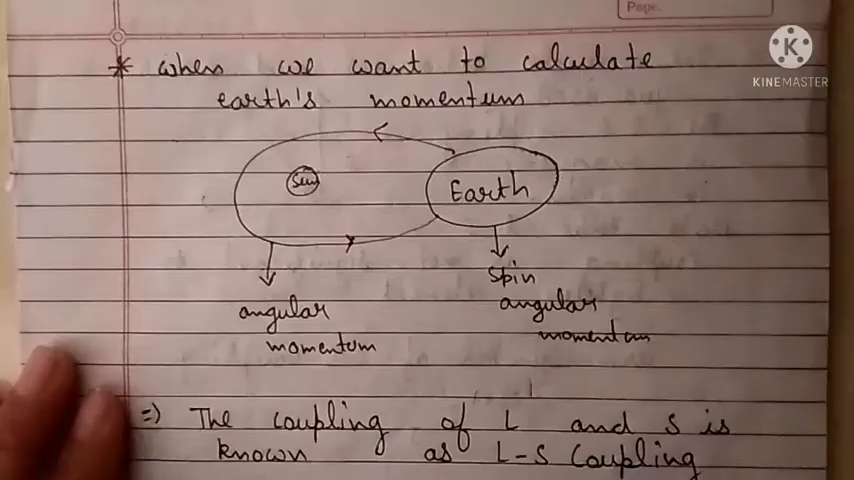 Page.
K
KINEMASTER
* when we want to calculate
earth's momentum
Sun
Earth
angular
momentum
spin
angular
momentum
=) The coupling of L and S is
known as L-S Coupling